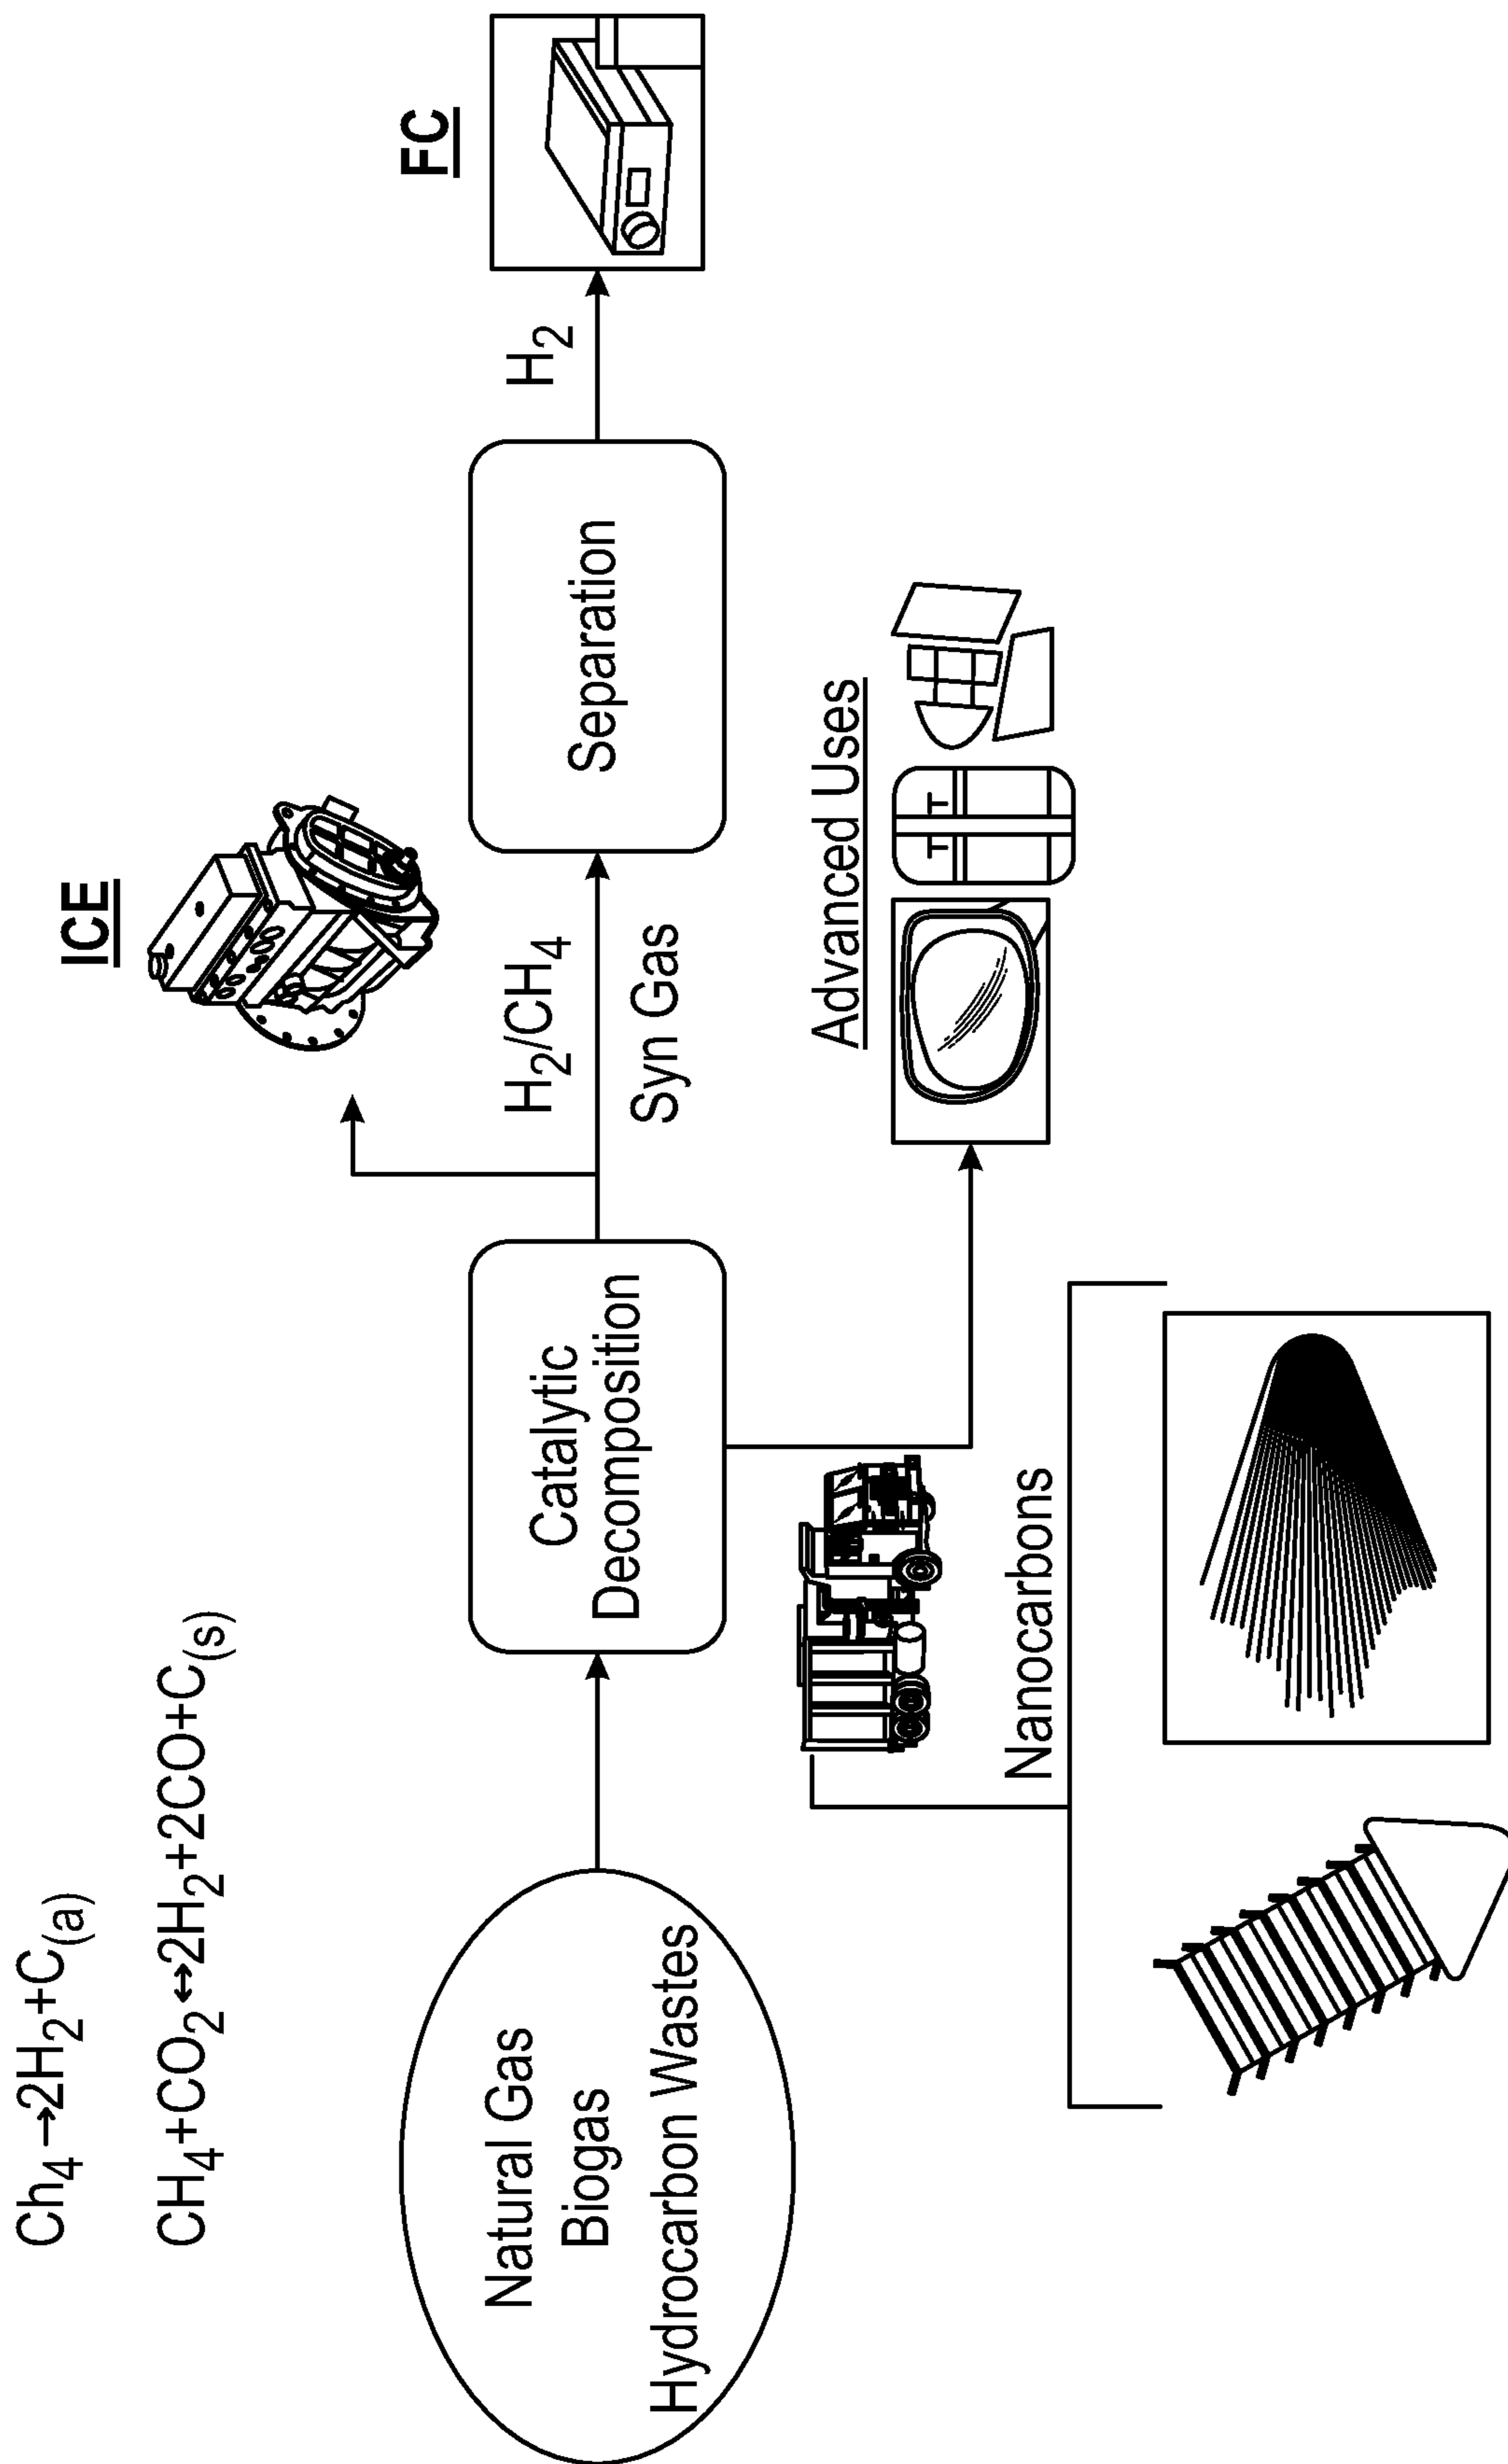 Ch₄→2H₂+C(a)
CH₄+CO₂↔2H₂+2CO+C(s)
ICE
FC
Natural Gas
Biogas
Hydrocarbon Wastes
Catalytic
Decomposition
H₂/CH₄
Syn Gas
Separation
H₂
Advanced Uses
Nanocarbons